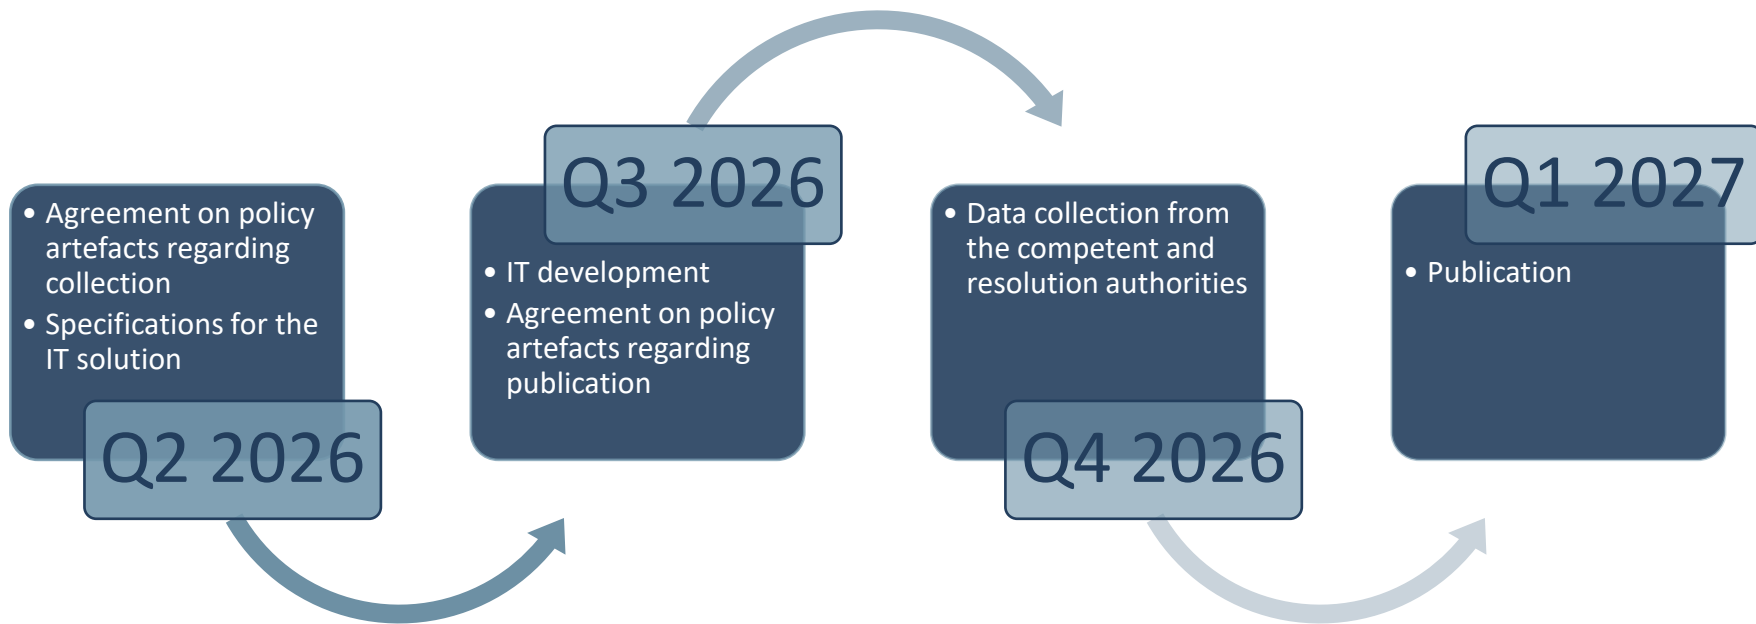 • Agreement on policy
artefacts regarding
collection
• Specifications for the
IT solution
Q2 2026
Q3 2026
• IT development
• Agreement on policy
artefacts regarding
publication
• Data collection from
the competent and
resolution authorities
Q4 2026
Q1 2027
• Publication